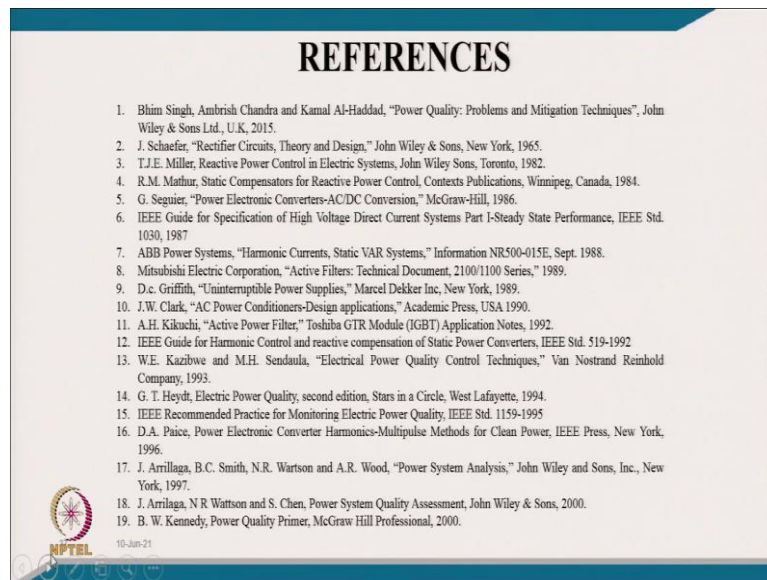 REFERENCES
1. Bhim Singh, Ambrish Chandra and Kamal Al-Haddad, “Power Quality: Problems and Mitigation Techniques”, John
Wiley & Sons Ltd., U.K, 2015.
2. J. Schaefer, “Rectifier Circuits, Theory and Design,” John Wiley & Sons, New York, 1965.
3. T.J.E. Miller, Reactive Power Control in Electric Systems, John Wiley Sons, Toronto, 1982.
4. R.M. Mathur, Static Compensators for Reactive Power Control, Contexts Publications, Winnipeg, Canada, 1984.
5. G. Seguier, “Power Electronic Converters-AC/DC Conversion,” McGraw-Hill, 1986.
6. IEEE Guide for Specification of High Voltage Direct Current Systems Part I-Steady State Performance, IEEE Std.
1030, 1987
7. ABB Power Systems, “Harmonic Currents, Static VAR Systems,” Information NR500-015E, Sept. 1988.
8. Mitsubishi Electric Corporation, “Active Filters: Technical Document, 2100/1100 Series,” 1989.
9. D.c. Griffith, “Uninterruptible Power Supplies,” Marcel Dekker Inc, New York, 1989.
10. J.W. Clark, “AC Power Conditioners-Design applications,” Academic Press, USA 1990.
11. A.H. Kikuchi, “Active Power Filter,” Toshiba GTR Module (IGBT) Application Notes, 1992.
12. IEEE Guide for Harmonic Control and reactive compensation of Static Power Converters, IEEE Std. 519-1992
13. W.E. Kazibwe and M.H. Sendaula, “Electrical Power Quality Control Techniques,” Van Nostrand Reinhold
Company, 1993.
14. G. T. Heydt, Electric Power Quality, second edition, Stars in a Circle, West Lafayette, 1994.
15. IEEE Recommended Practice for Monitoring Electric Power Quality, IEEE Std. 1159-1995
16. D.A. Paice, Power Electronic Converter Harmonics-Multipulse Methods for Clean Power, IEEE Press, New York,
1996.
17. J. Arrillaga, B.C. Smith, N.R. Wartson and A.R. Wood, “Power System Analysis,” John Wiley and Sons, Inc., New
York, 1997.
18. J. Arrilaga, N R Wattson and S. Chen, Power System Quality Assessment, John Wiley & Sons, 2000.
19. B. W. Kennedy, Power Quality Primer, McGraw Hill Professional, 2000.
NPTEL
10-Jun-21